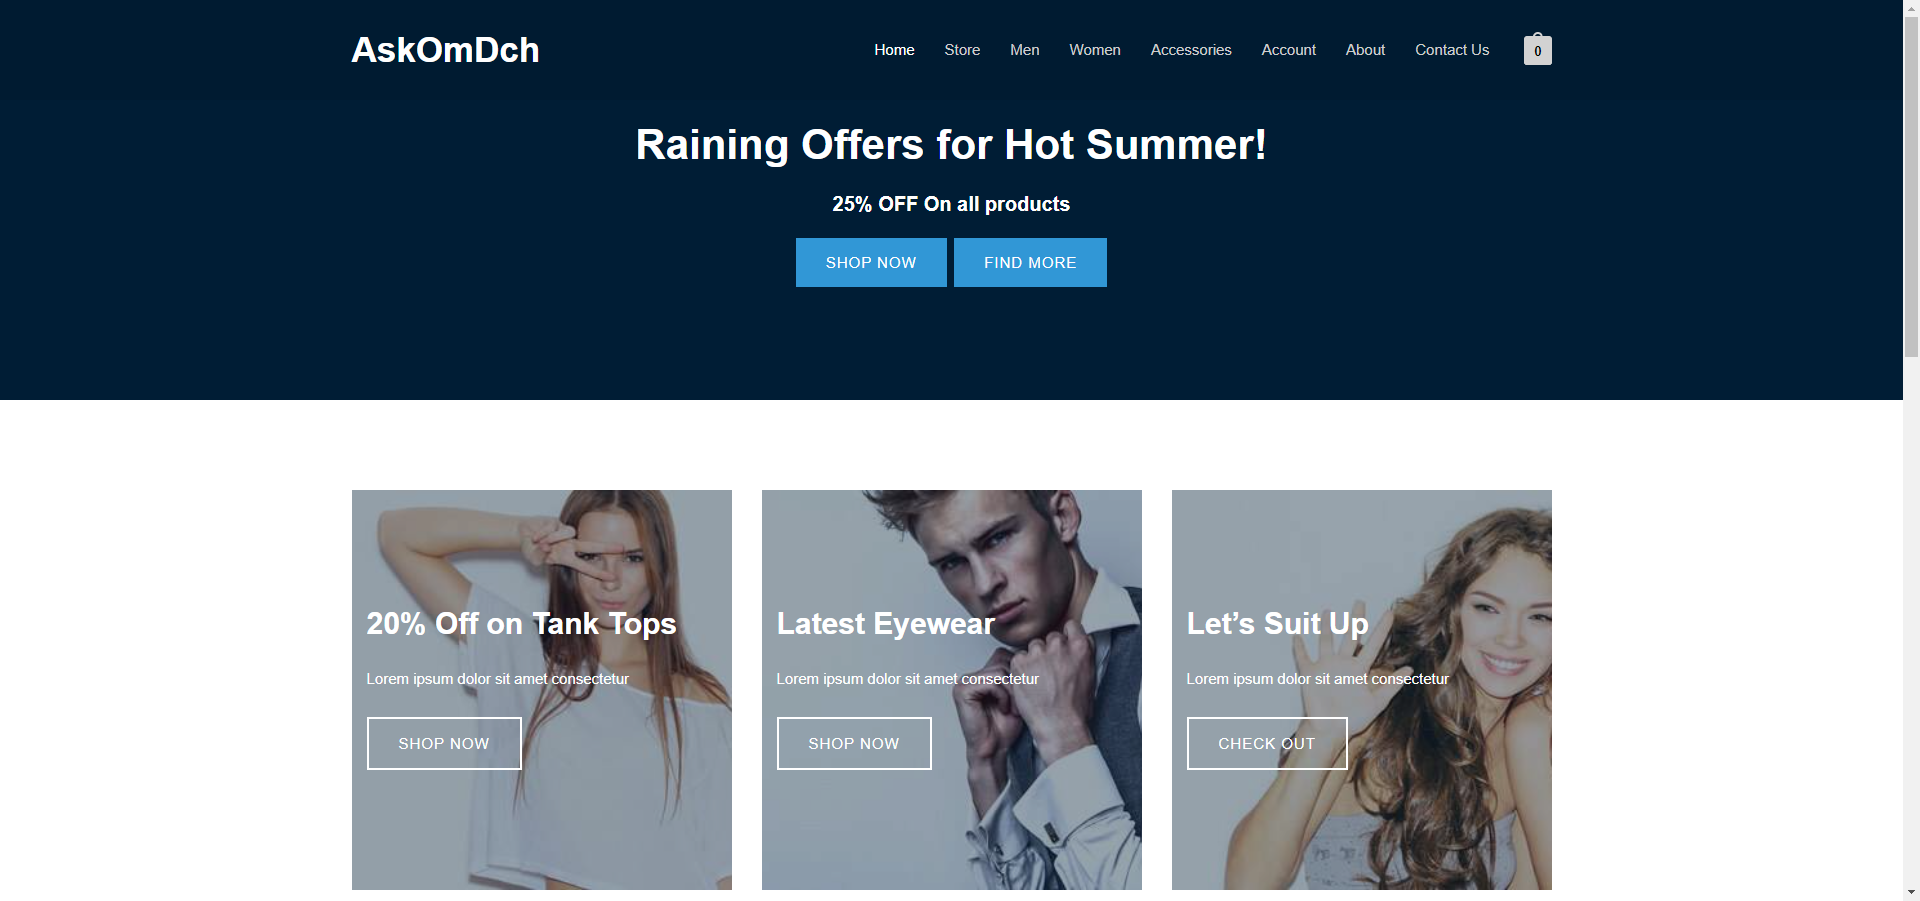 AskOmDch
Home Store Men Women Accessories Account About Contact Us 0
Raining Offers for Hot Summer!
25% OFF On all products
SHOP NOW FIND MORE
20% Off on Tank Tops
Lorem ipsum dolor sit amet consectetur
SHOP NOW
Latest Eyewear
Lorem ipsum dolor sit amet consectetur
SHOP NOW
Let’s Suit Up
Lorem ipsum dolor sit amet consectetur
CHECK OUT